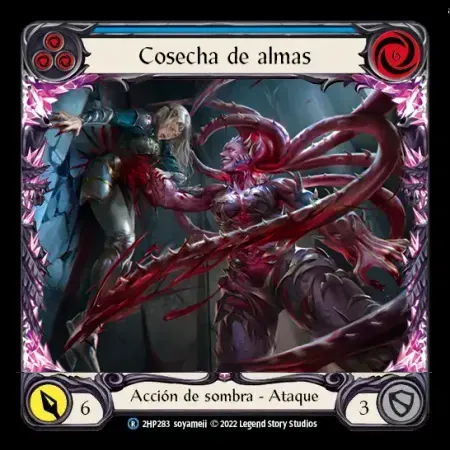 Cosecha de almas
6
6
Acción de sombra - Ataque
3
R 2HP283 soyameii © 2022 Legend Story Studios